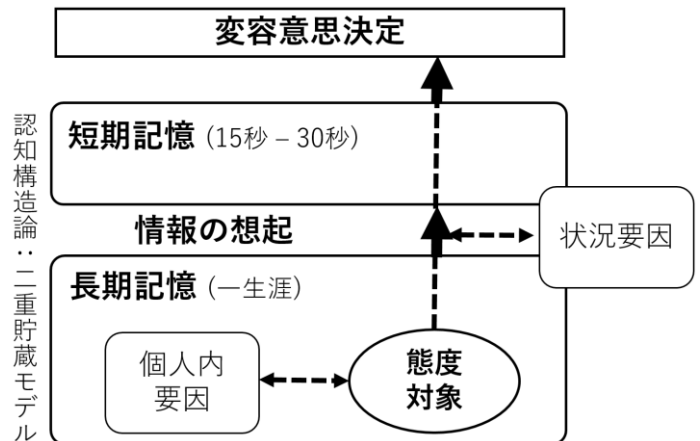 変容意思決定
短期記憶 (15秒 – 30秒)
情報の想起
状況要因
長期記憶 (一生涯)
個人内
要因
態度
対象
認知構造論：二重貯蔵モデル